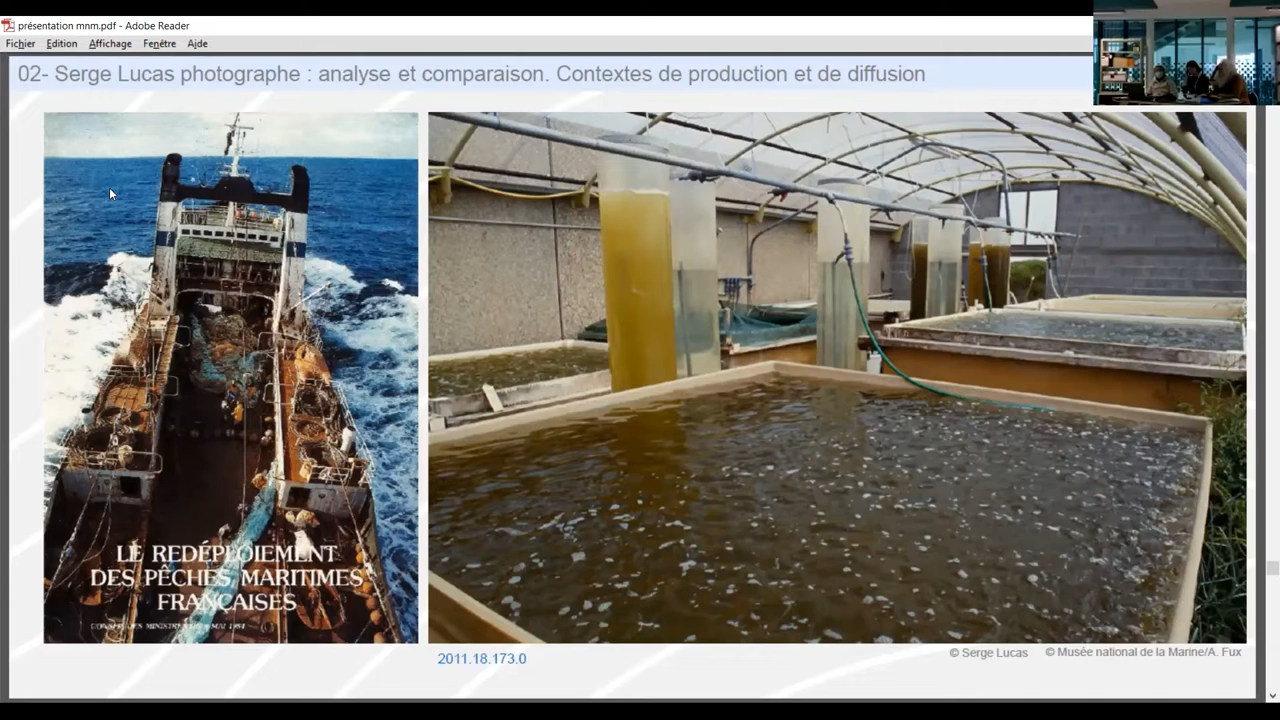 présentation mnm.pdf - Adobe Reader
Fichier Edition Affichage Fenêtre Aide
02- Serge Lucas photographe : analyse et comparaison. Contextes de production et de diffusion
LE REDÉPLOIEMENT
DES PÊCHES MARITIMES
FRANÇAISES
MAI 1984
2011.18.173.0
© Serge Lucas © Musée national de la Marine/A. Fux